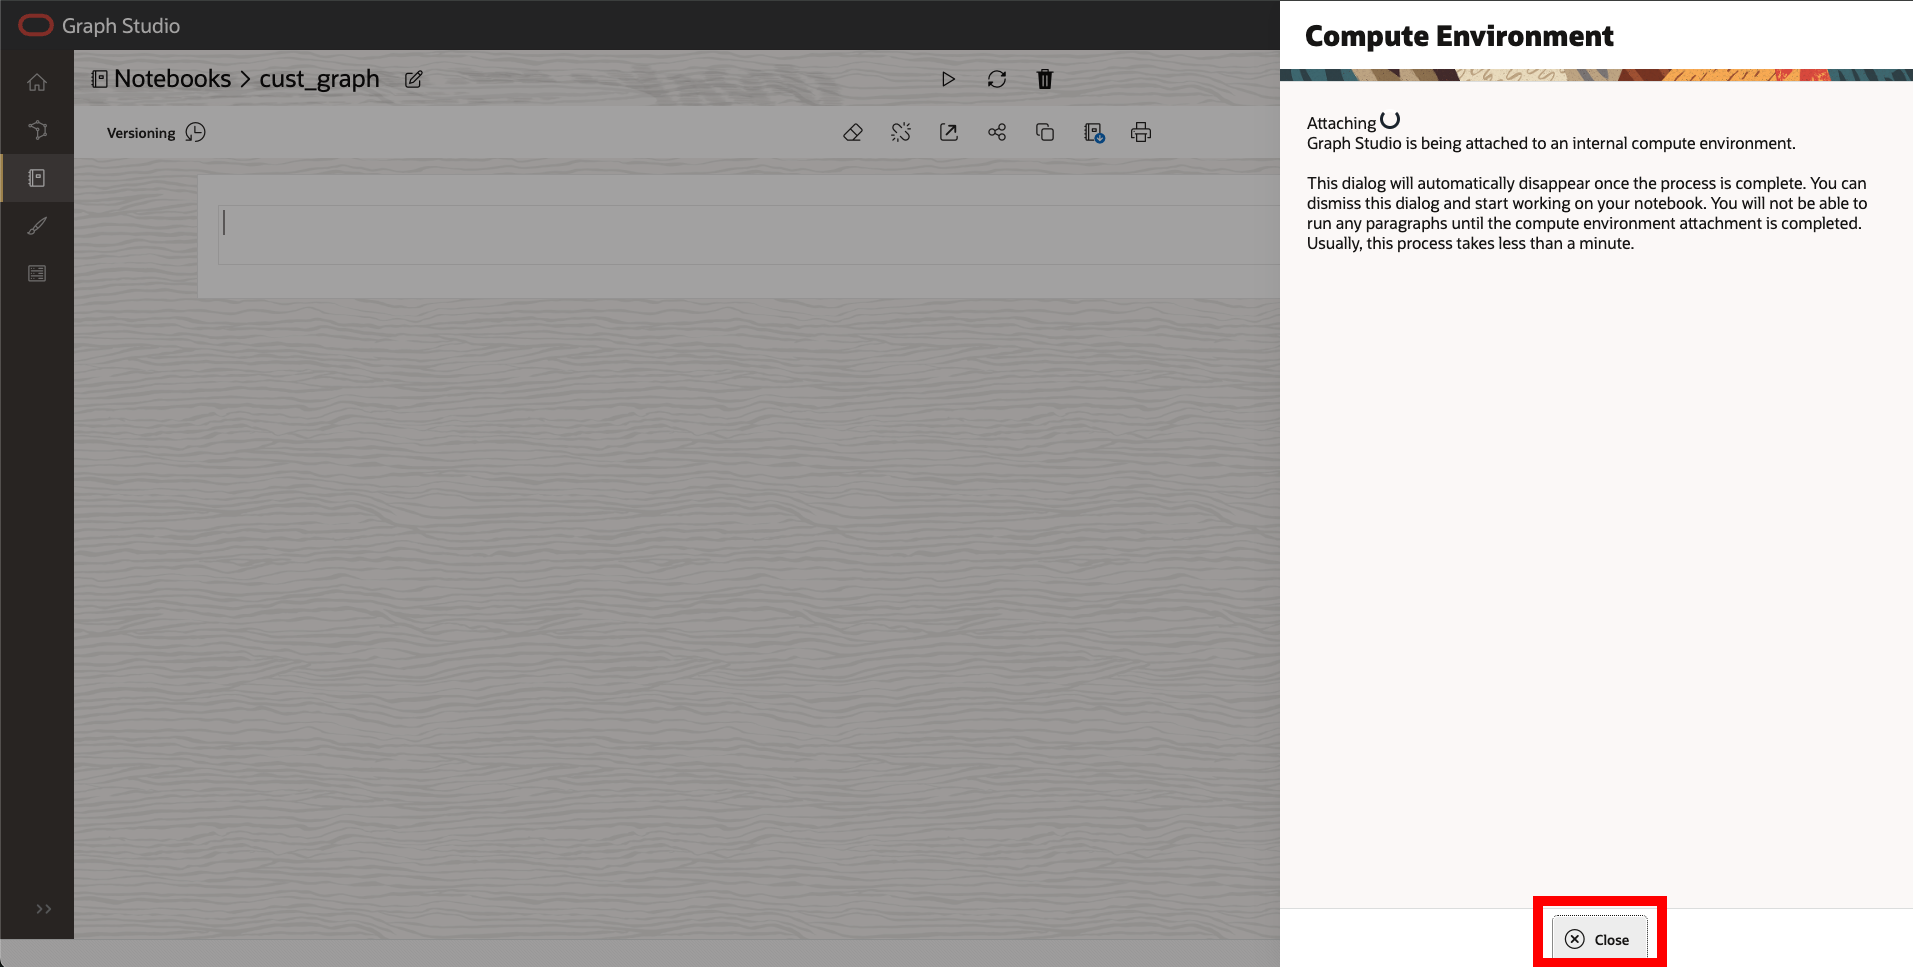 Graph Studio
Notebooks > cust_graph
Versioning
Compute Environment
Attaching
Graph Studio is being attached to an internal compute environment.
This dialog will automatically disappear once the process is complete. You can
dismiss this dialog and start working on your notebook. You will not be able to
run any paragraphs until the compute environment attachment is completed.
Usually, this process takes less than a minute.
Close